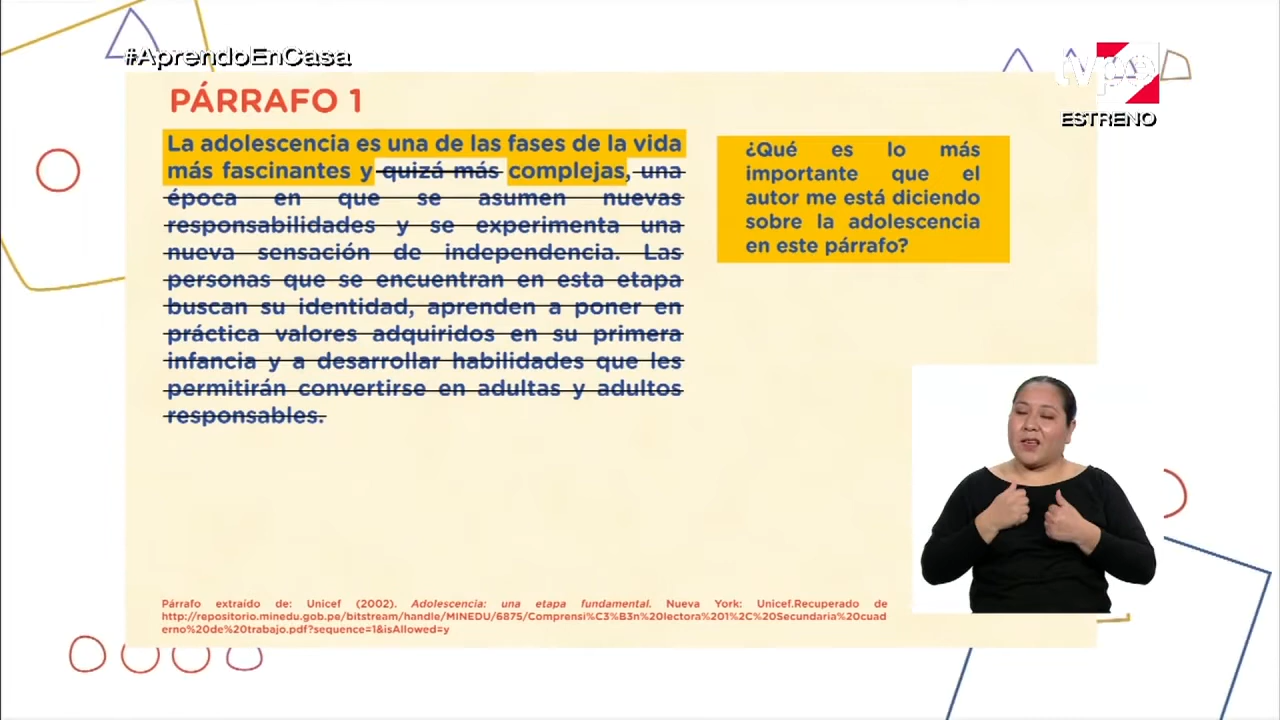 #AprendoEnCasa
tvperú
ESTRENO
PÁRRAFO 1
La adolescencia es una de las fases de la vida
más fascinantes y quizá más complejas, una
época en que se asumen nuevas
responsabilidades y se experimenta una
nueva sensación de independencia. Las
personas que se encuentran en esta etapa
buscan su identidad, aprenden a poner en
práctica valores adquiridos en su primera
infancia y a desarrollar habilidades que les
permitirán convertirse en adultas y adultos
responsables.
¿Qué es lo más
importante que el
autor me está diciendo
sobre la adolescencia
en este párrafo?
Párrafo extraído de: Unicef (2002). Adolescencia: una etapa fundamental. Nueva York: Unicef.Recuperado de
http://repositorio.minedu.gob.pe/bitstream/handle/MINEDU/6875/Comprensi%C3%B3n%20lectora%201%2C%20Secundaria%20cuad
erno%20de%20trabajo.pdf?sequence=1&isAllowed=y